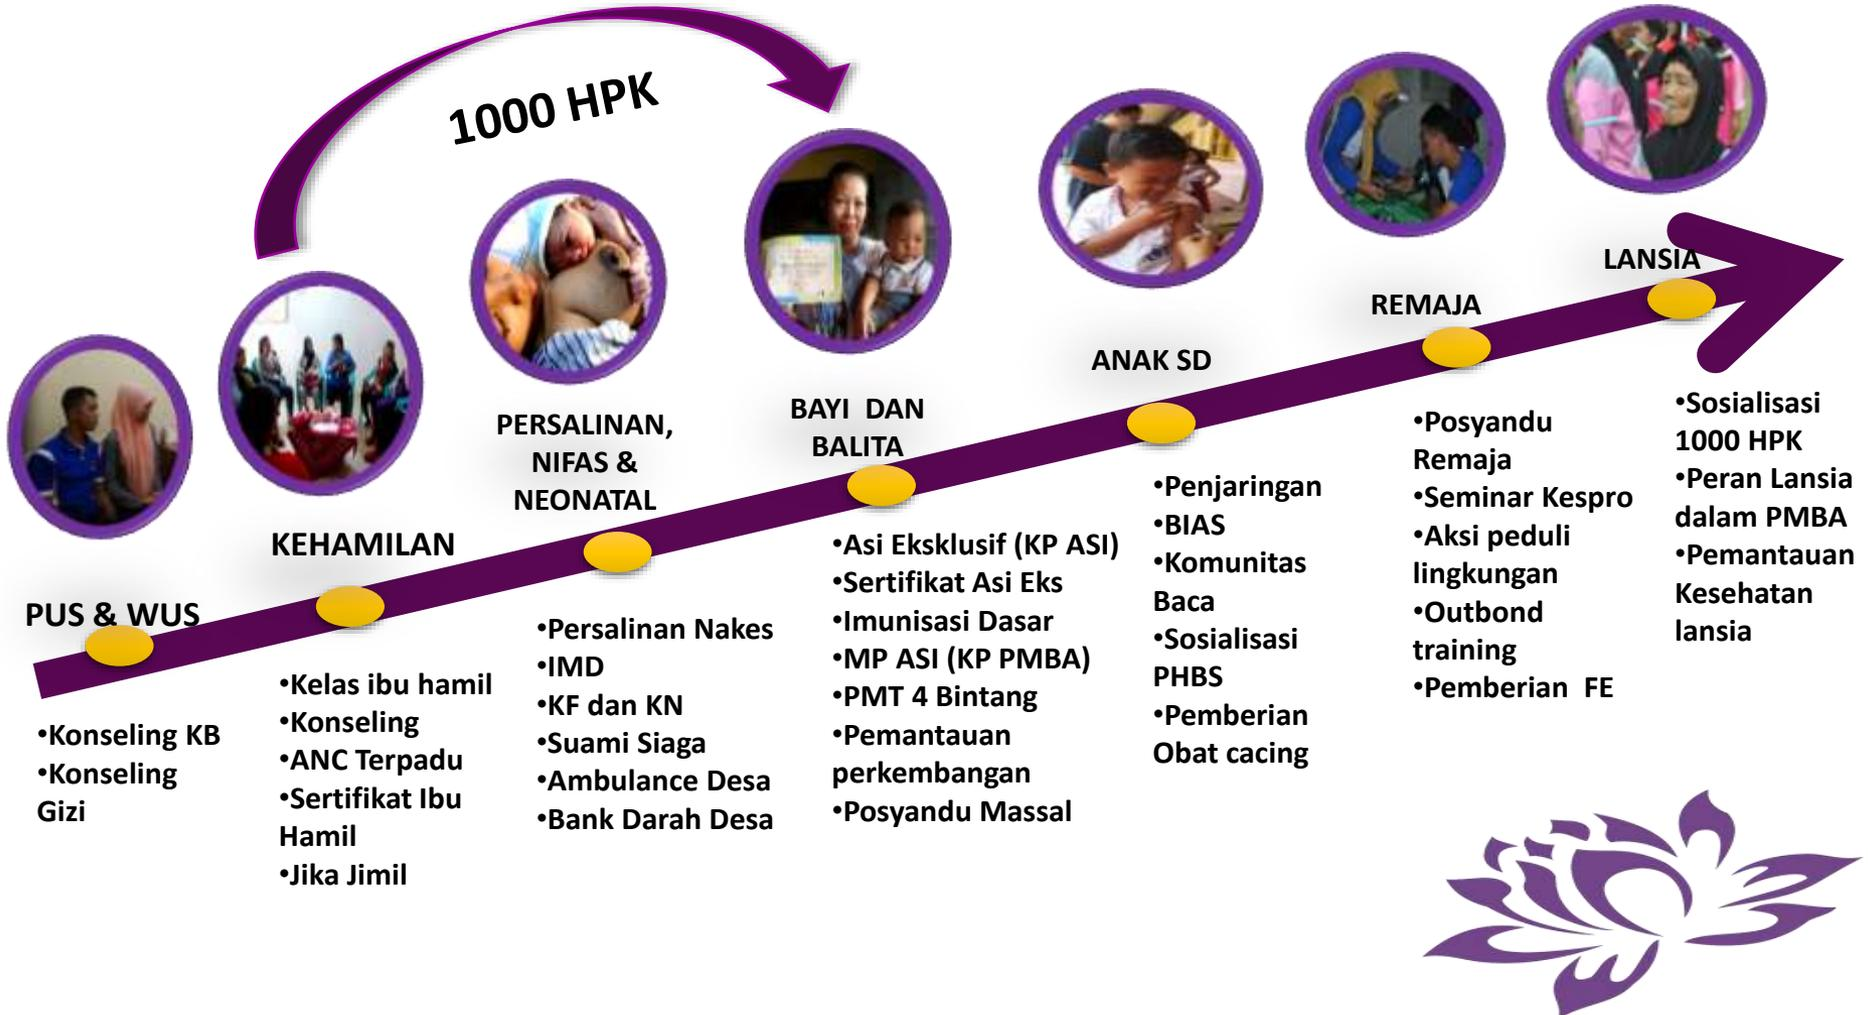 1000 HPK
PUS & WUS
•Konseling KB
•Konseling
Gizi
KEHAMILAN
•Kelas ibu hamil
•Konseling
•ANC Terpadu
•Sertifikat Ibu
Hamil
•Jika Jimil
PERSALINAN,
NIFAS &
NEONATAL
•Persalinan Nakes
•IMD
•KF dan KN
•Suami Siaga
•Ambulance Desa
•Bank Darah Desa
BAYI DAN
BALITA
•Asi Eksklusif (KP ASI)
•Sertifikat Asi Eks
•Imunisasi Dasar
•MP ASI (KP PMBA)
•PMT 4 Bintang
•Pemantauan
perkembangan
•Posyandu Massal
ANAK SD
•Penjaringan
•BIAS
•Komunitas
Baca
•Sosialisasi
PHBS
•Pemberian
Obat cacing
REMAJA
•Posyandu
Remaja
•Seminar Kespro
•Aksi peduli
lingkungan
•Outbond
training
•Pemberian FE
LANSIA
•Sosialisasi
1000 HPK
•Peran Lansia
dalam PMBA
•Pemantauan
Kesehatan
lansia